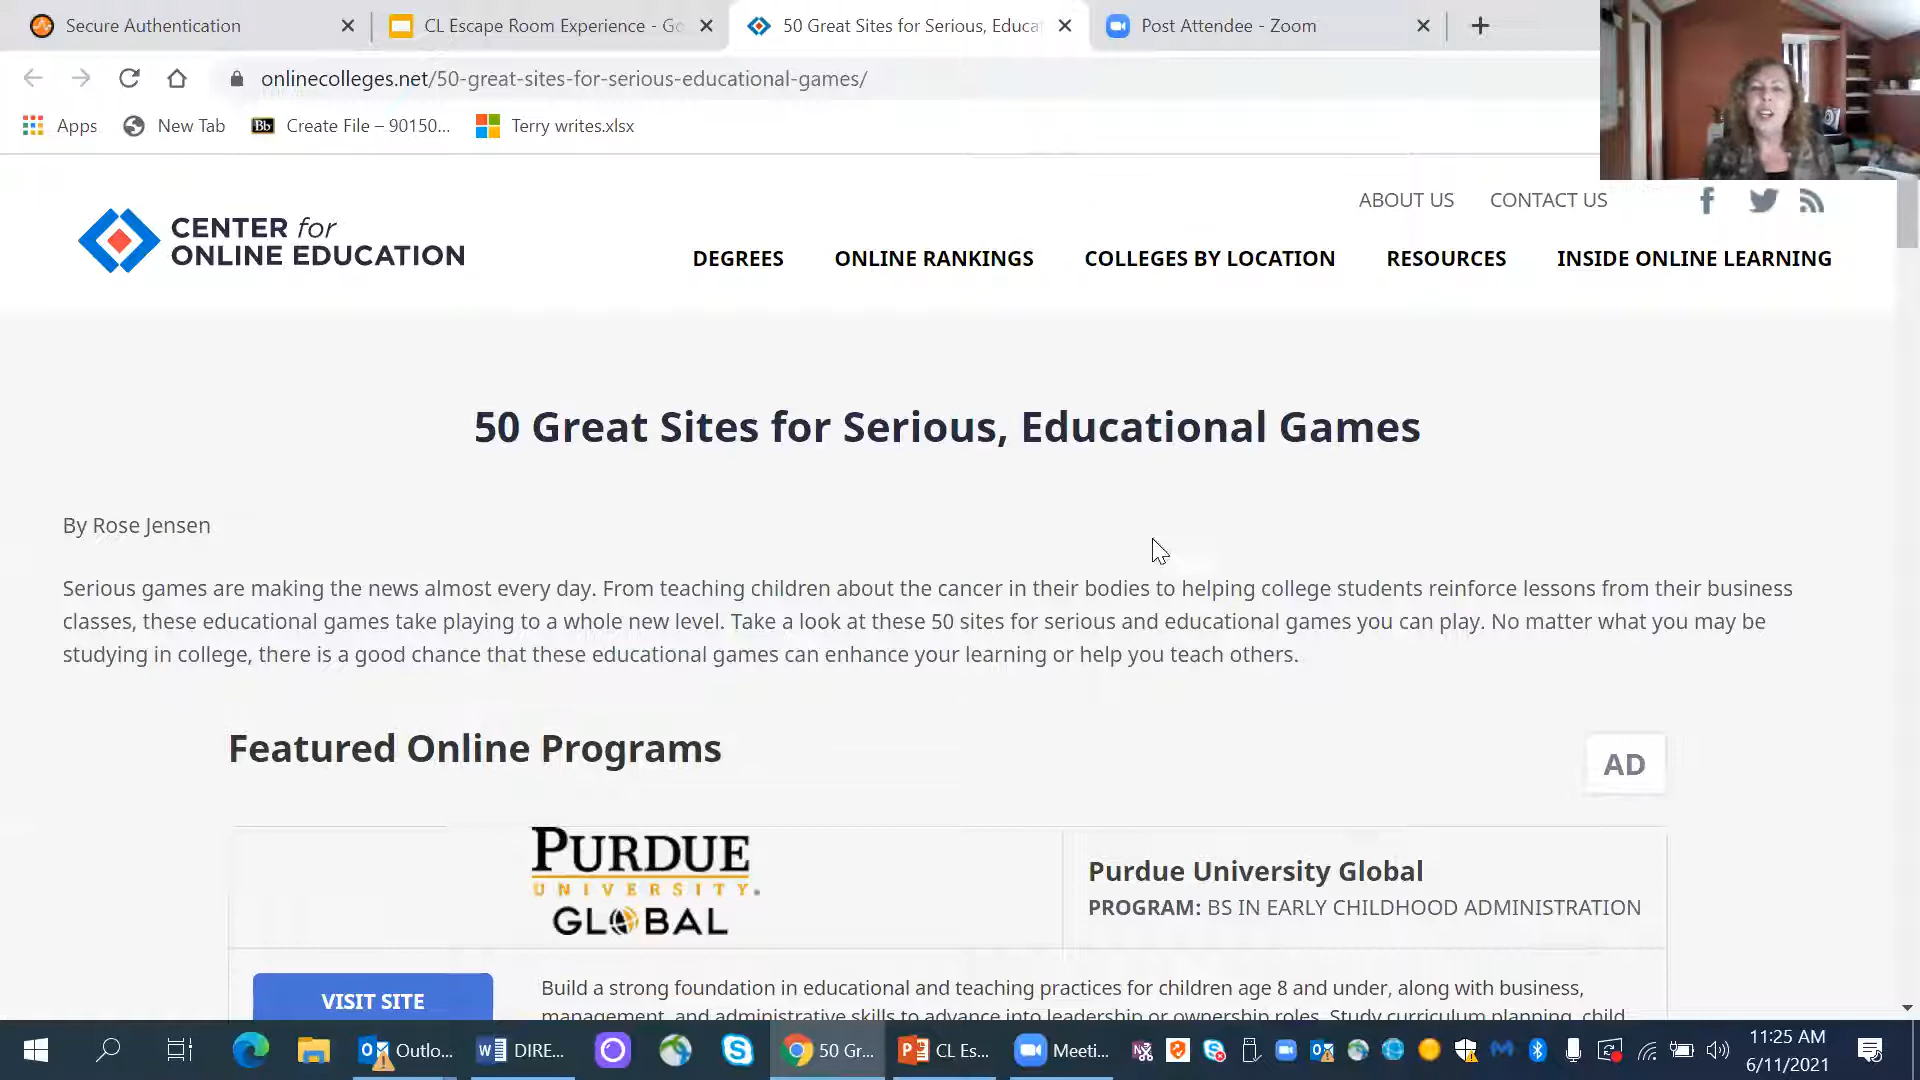 Secure Authentication
CL Escape Room Experience - Go
50 Great Sites for Serious, Educa
Post Attendee - Zoom
onlinecolleges.net/50-great-sites-for-serious-educational-games/
Apps
New Tab
Bb
Create File – 90150...
Terry writes.xlsx
ABOUT US
CONTACT US
CENTER for
ONLINE EDUCATION
DEGREES
ONLINE RANKINGS
COLLEGES BY LOCATION
RESOURCES
INSIDE ONLINE LEARNING
50 Great Sites for Serious, Educational Games
By Rose Jensen
Serious games are making the news almost every day. From teaching children about the cancer in their bodies to helping college students reinforce lessons from their business
classes, these educational games take playing to a whole new level. Take a look at these 50 sites for serious and educational games you can play. No matter what you may be
studying in college, there is a good chance that these educational games can enhance your learning or help you teach others.
Featured Online Programs
AD
PURDUE
UNIVERSITY.
GLOBAL
Purdue University Global
PROGRAM: BS IN EARLY CHILDHOOD ADMINISTRATION
VISIT SITE
Build a strong foundation in educational and teaching practices for children age 8 and under, along with business,
management, and administrative skills to advance into leadership or ownership roles. Study curriculum planning, child
Outlo...
DIRE...
50 Gr...
CL Es...
Meeti...
11:25 AM
6/11/2021